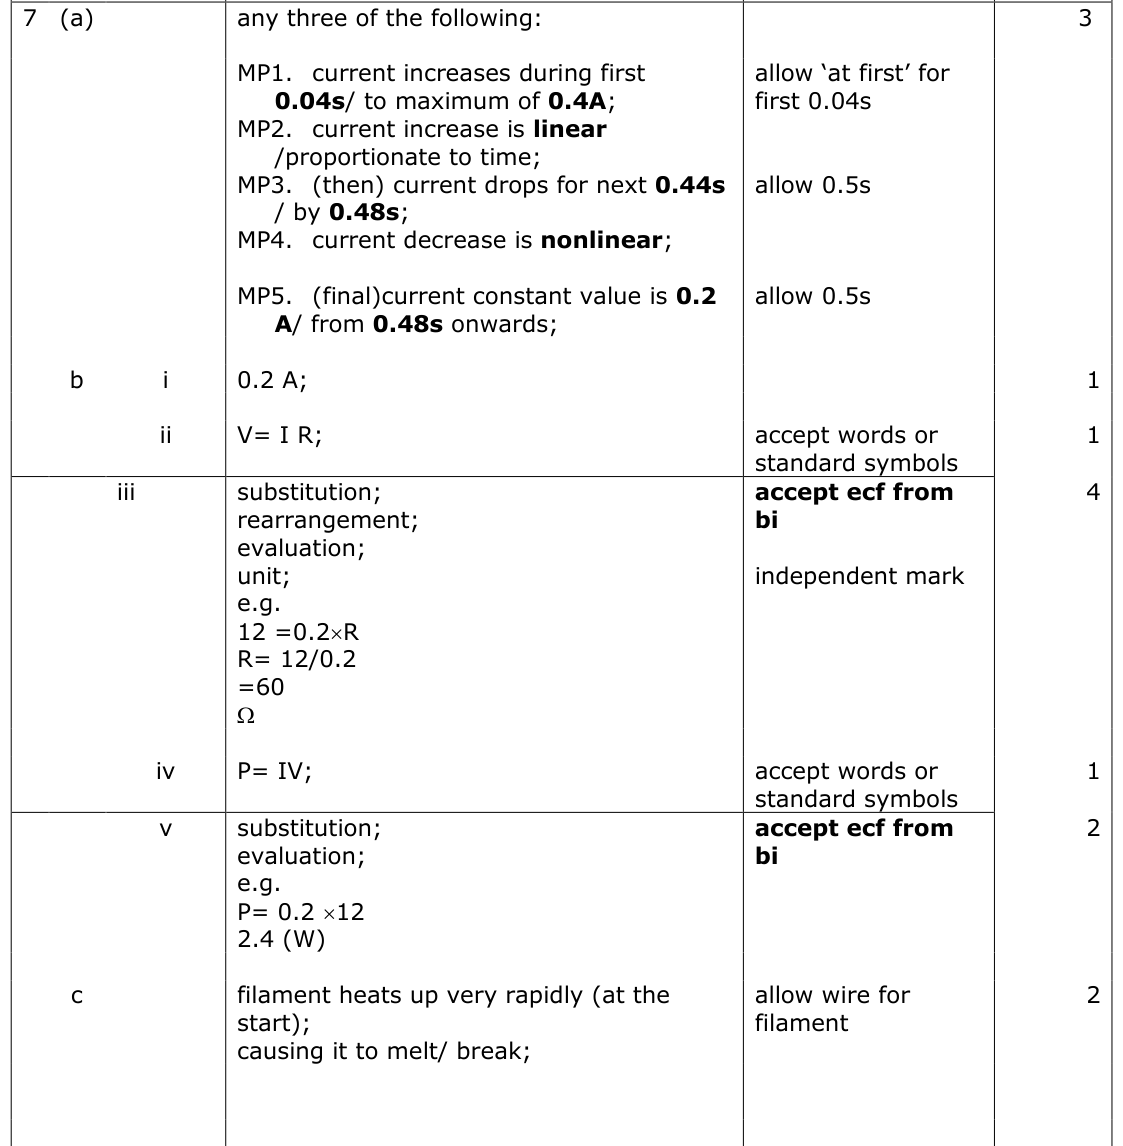 7 (a) any three of the following: 3
MP1. current increases during first allow ‘at first’ for
0.04s/ to maximum of 0.4A; first 0.04s
MP2. current increase is linear
/proportionate to time;
MP3. (then) current drops for next 0.44s allow 0.5s
/ by 0.48s;
MP4. current decrease is nonlinear;
MP5. (final)current constant value is 0.2 allow 0.5s
A/ from 0.48s onwards;
b i 0.2 A; 1
ii V= I R; accept words or 1
standard symbols
iii substitution; accept ecf from 4
rearrangement; bi
evaluation;
unit; independent mark
e.g.
12 =0.2×R
R= 12/0.2
=60
Ω
iv P= IV; accept words or 1
standard symbols
v substitution; accept ecf from 2
evaluation; bi
e.g.
P= 0.2 ×12
2.4 (W)
c filament heats up very rapidly (at the allow wire for 2
start); filament
causing it to melt/ break;